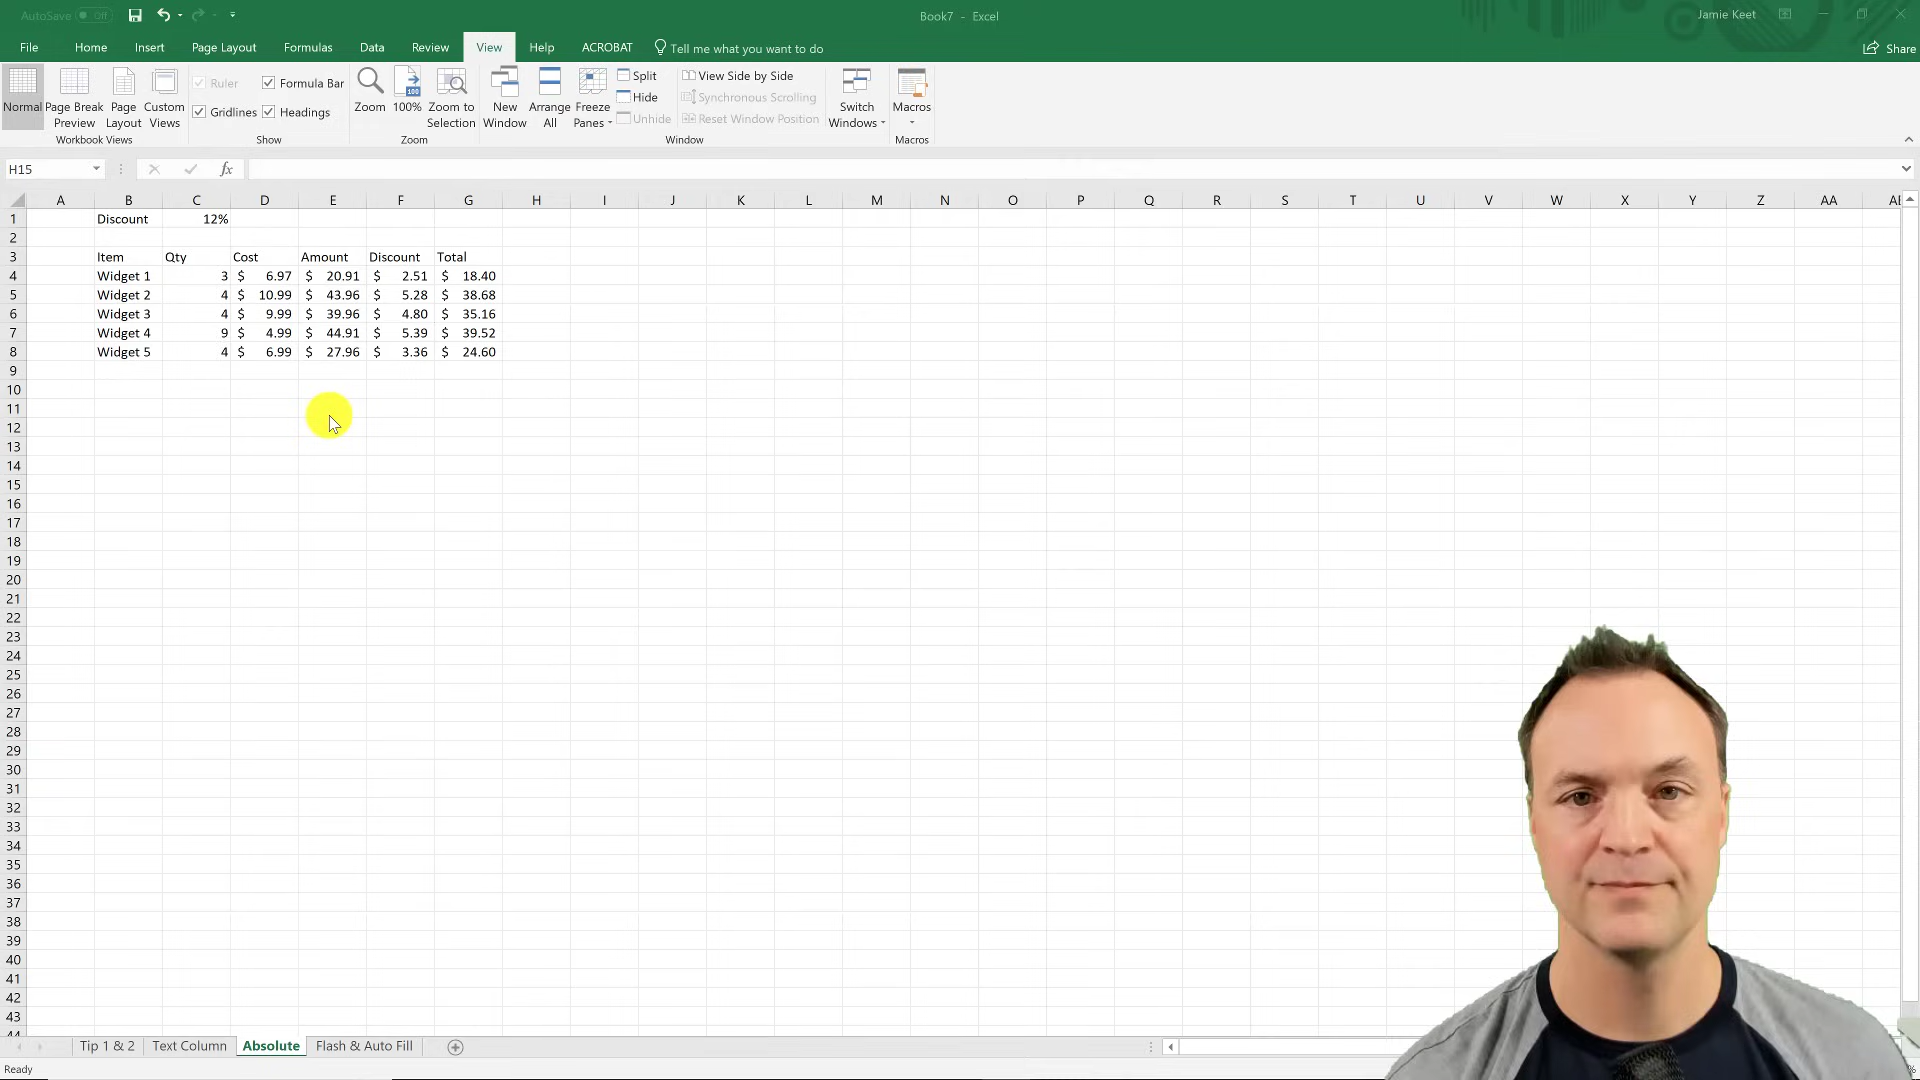 AutoSave Off
Book7 - Excel
Jamie Keet
File Home Insert Page Layout Formulas Data Review View Help ACROBAT Tell me what you want to do Share
Normal Page Break Preview Page Layout Custom Views
Workbook Views
Ruler Formula Bar
Gridlines Headings
Show
Zoom 100% Zoom to Selection
Zoom
New Window Arrange All Freeze Panes
Split View Side by Side
Hide Synchronous Scrolling
Unhide Reset Window Position
Switch Windows
Window
Macros
Macros
H15 fx
A B C D E F G H I J K L M N O P Q R S T U V W X Y Z AA
1 Discount 12%
2
3 Item Qty Cost Amount Discount Total
4 Widget 1 3 $ 6.97 $ 20.91 $ 2.51 $ 18.40
5 Widget 2 4 $ 10.99 $ 43.96 $ 5.28 $ 38.68
6 Widget 3 4 $ 9.99 $ 39.96 $ 4.80 $ 35.16
7 Widget 4 9 $ 4.99 $ 44.91 $ 5.39 $ 39.52
8 Widget 5 4 $ 6.99 $ 27.96 $ 3.36 $ 24.60
9
10
11
12
13
14
15
16
17
18
19
20
21
22
23
24
25
26
27
28
29
30
31
32
33
34
35
36
37
38
39
40
41
42
43
Tip 1 & 2 Text Column Absolute Flash & Auto Fill
Ready